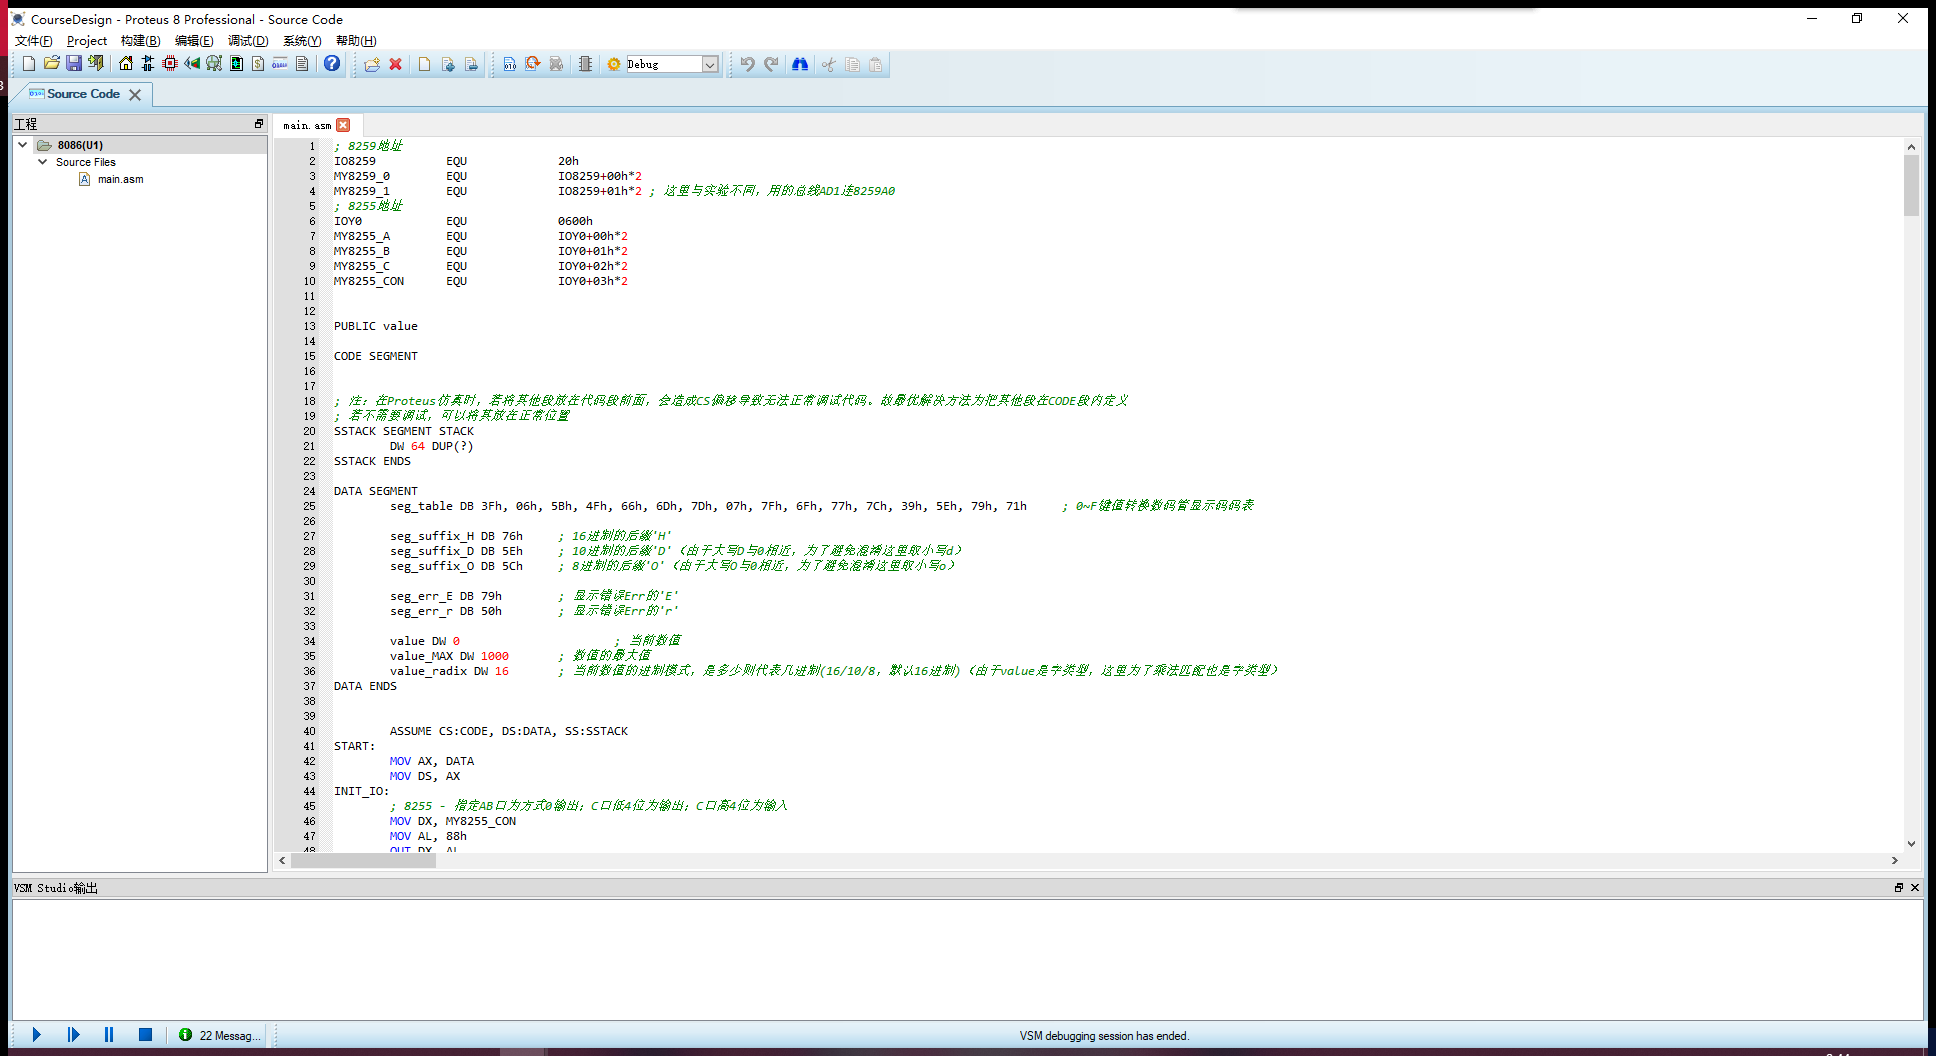 CourseDesign - Proteus 8 Professional - Source Code
文件(F) Project 构建(B) 编辑(E) 调试(D) 系统(Y) 帮助(H)
Debug
Source Code
工程
main.asm
8086(U1)
Source Files
main.asm
1 ; 8259地址
2 IO8259 EQU 20h
3 MY8259_0 EQU IO8259+00h*2
4 MY8259_1 EQU IO8259+01h*2 ; 这里与实验不同，用的总线AD1连8259A0
5 ; 8255地址
6 IOY0 EQU 0600h
7 MY8255_A EQU IOY0+00h*2
8 MY8255_B EQU IOY0+01h*2
9 MY8255_C EQU IOY0+02h*2
10 MY8255_CON EQU IOY0+03h*2
11
12
13 PUBLIC value
14
15 CODE SEGMENT
16
17
18 ; 注：在Proteus仿真时，若将其他段放在代码段前面，会造成CS偏移导致无法正常调试代码。故最优解决方法为把其他段在CODE段内定义
19 ; 若不需要调试，可以将其放在正常位置
20 SSTACK SEGMENT STACK
21 DW 64 DUP(?)
22 SSTACK ENDS
23
24 DATA SEGMENT
25 seg_table DB 3Fh, 06h, 5Bh, 4Fh, 66h, 6Dh, 7Dh, 07h, 7Fh, 6Fh, 77h, 7Ch, 39h, 5Eh, 79h, 71h ; 0~F键值转换数码管显示码码表
26
27 seg_suffix_H DB 76h ; 16进制的后缀'H'
28 seg_suffix_D DB 5Eh ; 10进制的后缀'D'（由于大写D与0相近，为了避免混淆这里取小写d）
29 seg_suffix_O DB 5Ch ; 8进制的后缀'O'（由于大写O与0相近，为了避免混淆这里取小写o）
30
31 seg_err_E DB 79h ; 显示错误Err的'E'
32 seg_err_r DB 50h ; 显示错误Err的'r'
33
34 value DW 0 ; 当前数值
35 value_MAX DW 1000 ; 数值的最大值
36 value_radix DW 16 ; 当前数值的进制模式，是多少则代表几进制(16/10/8，默认16进制)（由于value是字类型，这里为了乘法匹配也是字类型）
37 DATA ENDS
38
39
40 ASSUME CS:CODE, DS:DATA, SS:SSTACK
41 START:
42 MOV AX, DATA
43 MOV DS, AX
44 INIT_IO:
45 ; 8255 - 指定AB口为方式0输出；C口低4位为输出；C口高4位为输入
46 MOV DX, MY8255_CON
47 MOV AL, 88h
48 OUT DX, AL
VSM Studio输出
22 Messag...
VSM debugging session has ended.